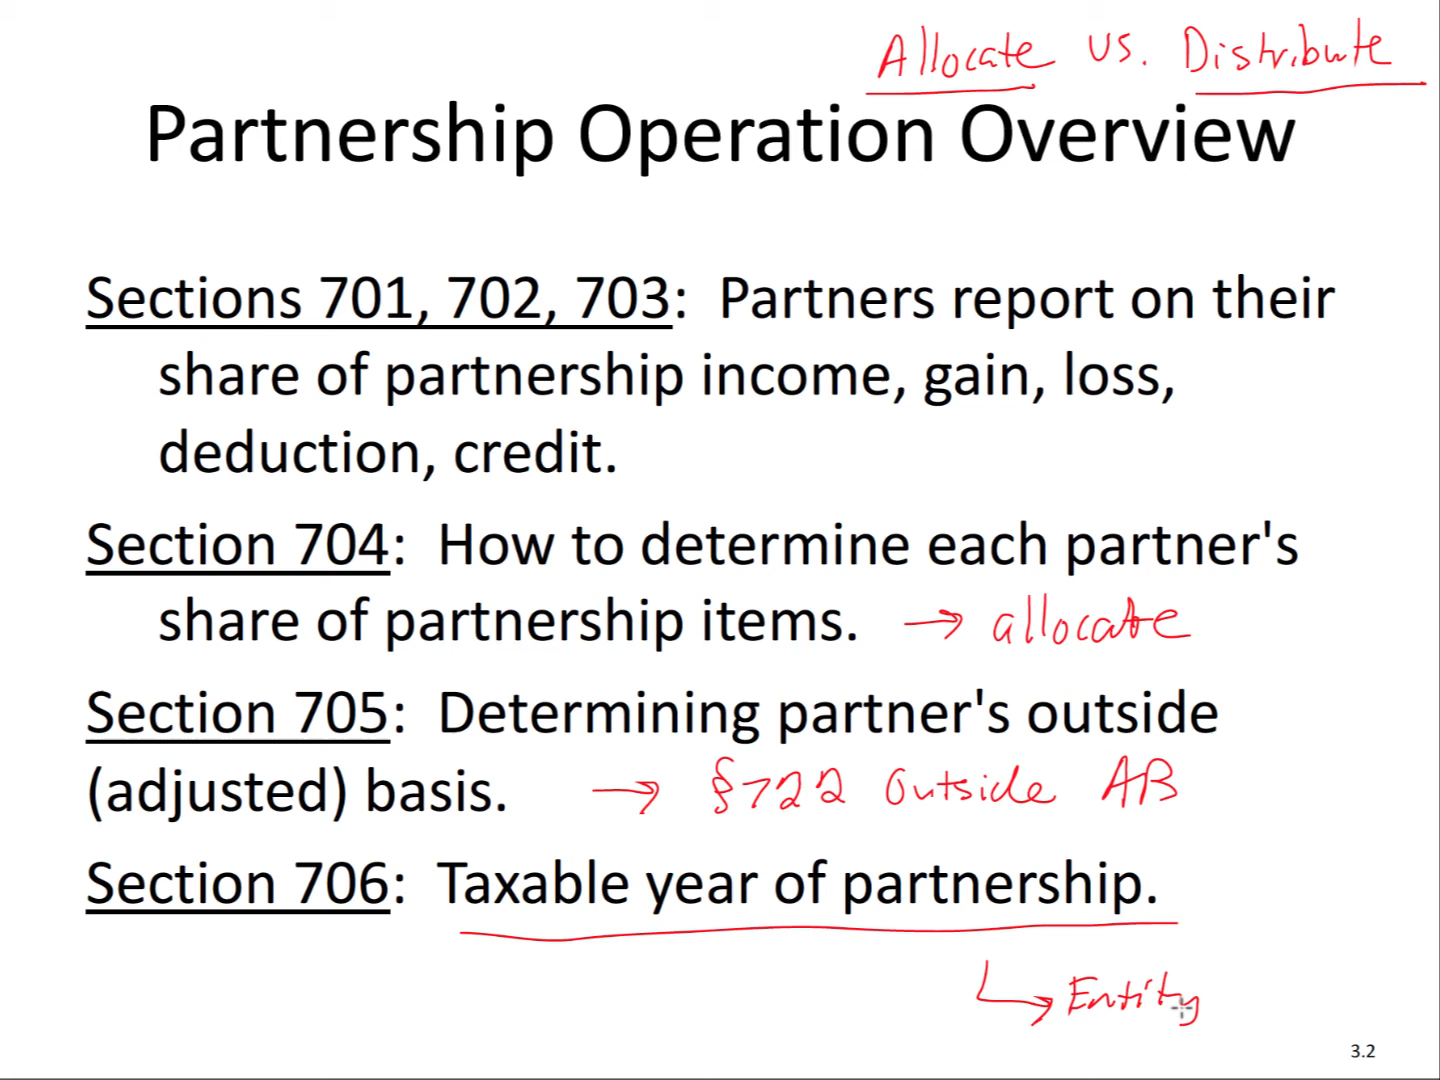 Allocate vs. Distribute
Partnership Operation Overview
Sections 701, 702, 703: Partners report on their
share of partnership income, gain, loss,
deduction, credit.
Section 704: How to determine each partner's
share of partnership items. → allocate
Section 705: Determining partner's outside
(adjusted) basis. → §722 Outside AB
Section 706: Taxable year of partnership.
↳ Entity
3.2